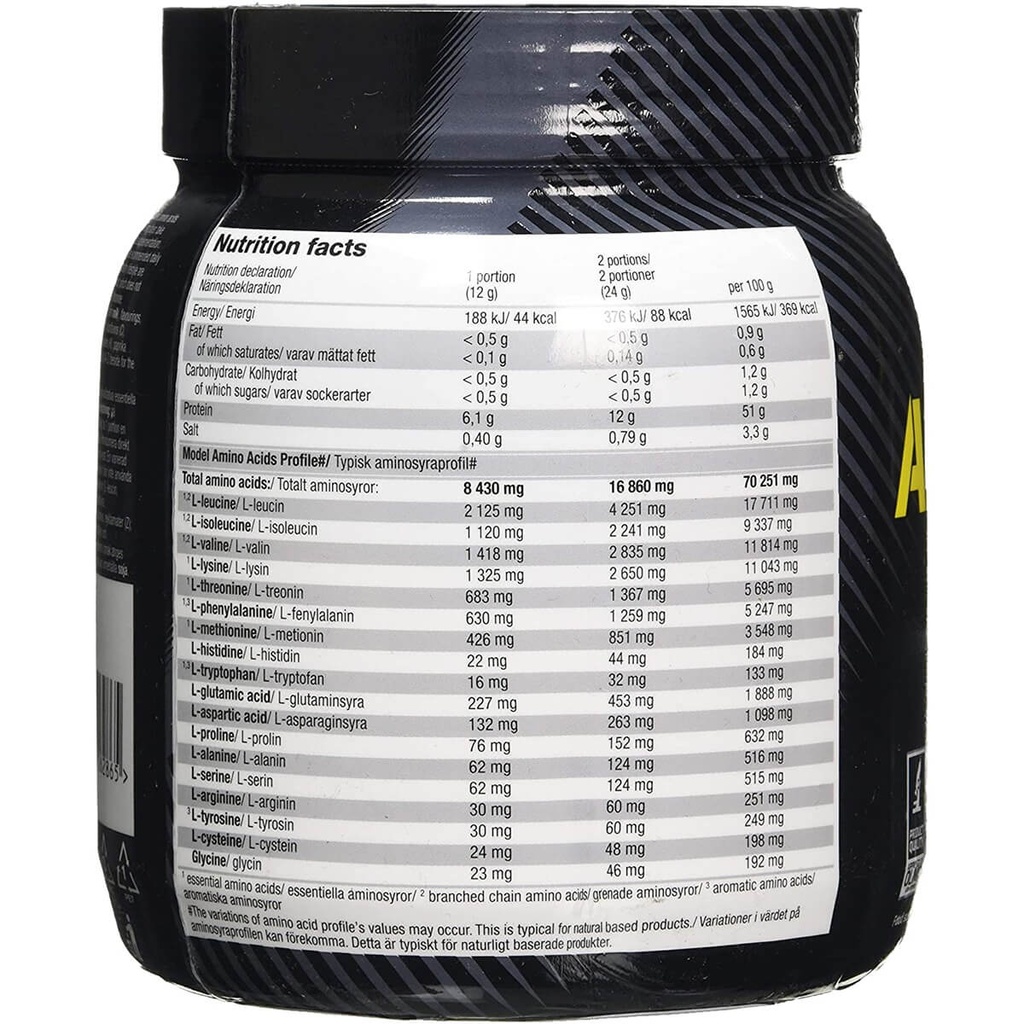 Nutrition facts
Nutrition declaration/ Näringsdeklaration 1 portion (12 g) 2 portions/ 2 portioner (24 g) per 100 g
Energy/ Energi 188 kJ/ 44 kcal 376 kJ/ 88 kcal 1565 kJ/ 369 kcal
Fat/ Fett < 0,5 g < 0,5 g 0,9 g
of which saturates/ varav mättat fett < 0,1 g 0,14 g 0,6 g
Carbohydrate/ Kolhydrat < 0,5 g < 0,5 g 1,2 g
of which sugars/ varav sockerarter < 0,5 g < 0,5 g 1,2 g
Protein 6,1 g 12 g 51 g
Salt 0,40 g 0,79 g 3,3 g
Model Amino Acids Profile#/ Typisk aminosyraprofil#
Total amino acids:/ Totalt aminosyror: 8 430 mg 16 860 mg 70 251 mg
1,2 L-leucine/ L-leucin 2 125 mg 4 251 mg 17 711 mg
1,2 L-isoleucine/ L-isoleucin 1 120 mg 2 241 mg 9 337 mg
1,2 L-valine/ L-valin 1 418 mg 2 835 mg 11 814 mg
1 L-lysine/ L-lysin 1 325 mg 2 650 mg 11 043 mg
1 L-threonine/ L-treonin 683 mg 1 367 mg 5 695 mg
1,3 L-phenylalanine/ L-fenylalanin 630 mg 1 259 mg 5 247 mg
1 L-methionine/ L-metionin 426 mg 851 mg 3 548 mg
L-histidine/ L-histidin 22 mg 44 mg 184 mg
1,3 L-tryptophan/ L-tryptofan 16 mg 32 mg 133 mg
L-glutamic acid/ L-glutaminsyra 227 mg 453 mg 1 888 mg
L-aspartic acid/ L-asparaginsyra 132 mg 263 mg 1 098 mg
L-proline/ L-prolin 76 mg 152 mg 632 mg
L-alanine/ L-alanin 62 mg 124 mg 516 mg
L-serine/ L-serin 62 mg 124 mg 515 mg
L-arginine/ L-arginin 30 mg 60 mg 251 mg
3 L-tyrosine/ L-tyrosin 30 mg 60 mg 249 mg
L-cysteine/ L-cystein 24 mg 48 mg 198 mg
Glycine/ glycin 23 mg 46 mg 192 mg
1 essential amino acids/ essentiella aminosyror/ 2 branched chain amino acids/ grenade aminosyror/ 3 aromatic amino acids/
aromatiska aminosyror
#The variations of amino acid profile's values may occur. This is typical for natural based products./ Variationer i värdet på
aminosyraprofilen kan förekomma. Detta är typiskt för naturligt baserade produkter.